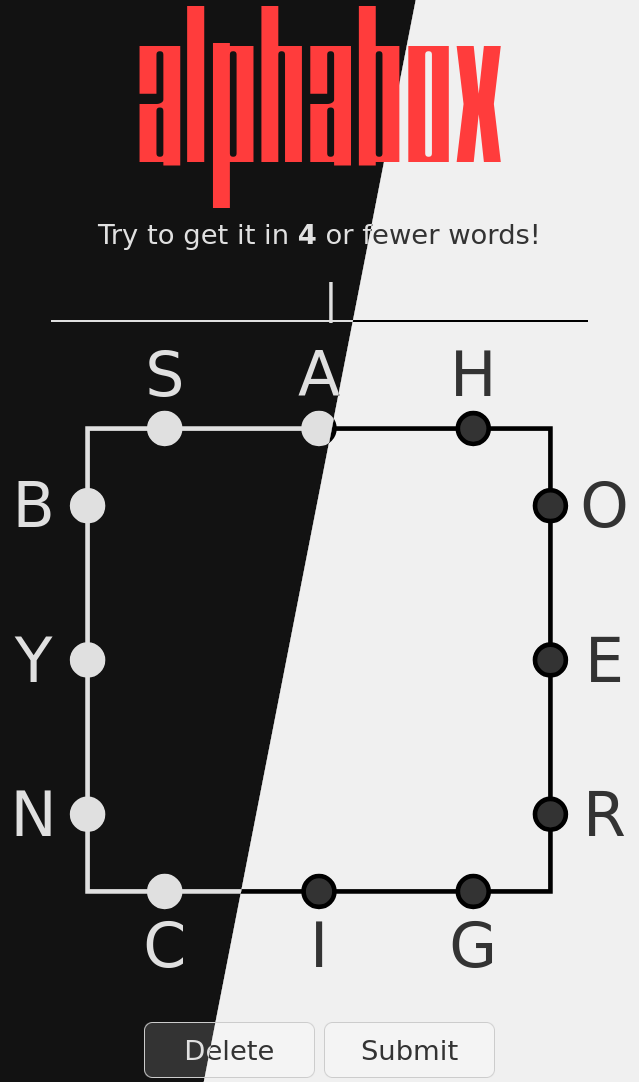 alphabox
Try to get it in 4 or fewer words!
S A H
B O
Y E
N R
C I G
Delete Submit